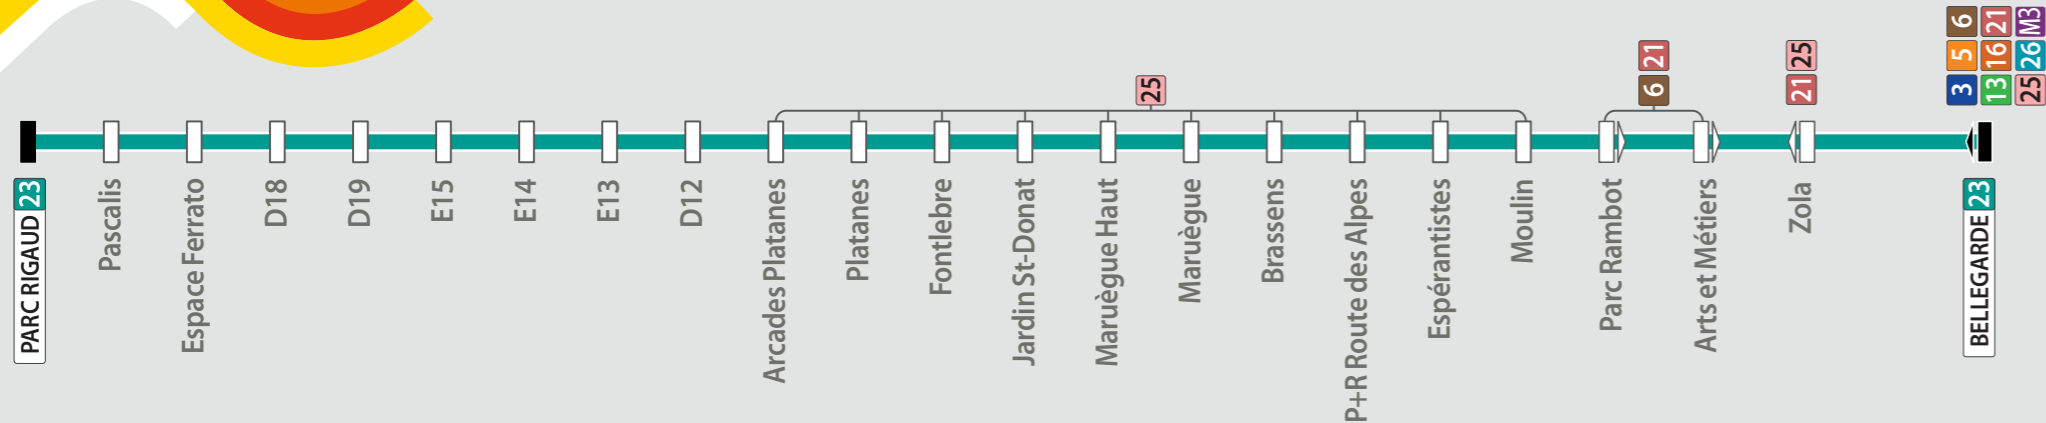 PARC RIGAUD 23
Pascalis
Espace Ferrato
D18
D19
E15
E14
E13
D12
Arcades Platanes
Platanes
Fontlebre
Jardin St-Donat
Maruègue Haut
Maruègue
Brassens
P+R Route des Alpes
Espérantistes
Moulin
25
Parc Rambot
Arts et Métiers
6 21
Zola
21 25
BELLEGARDE 23
3 5 6
13 16 21
25 26 M3